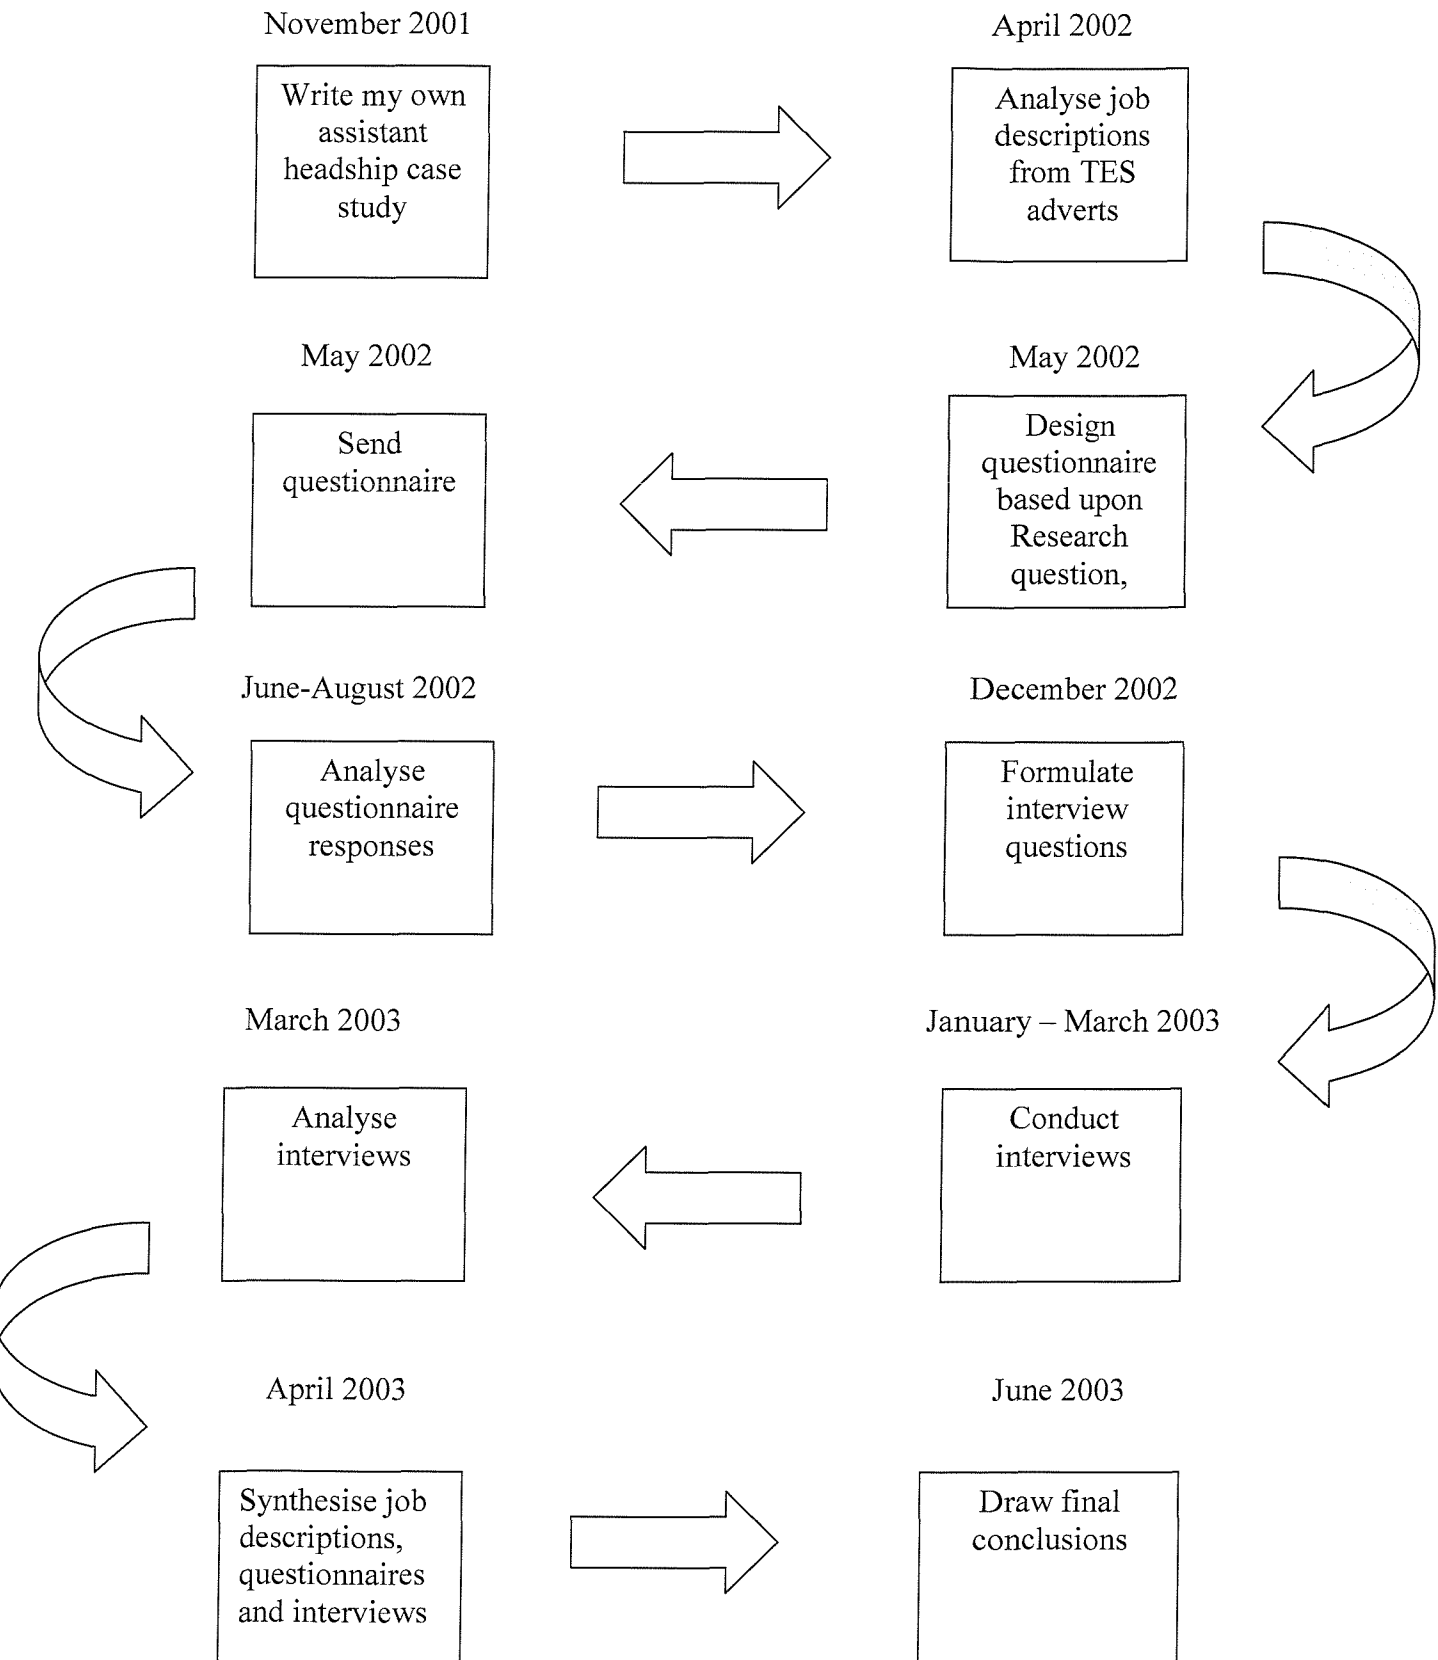 November 2001
Write my own
assistant
headship case
study
April 2002
Analyse job
descriptions
from TES
adverts
May 2002
Design
questionnaire
based upon
Research
question,
May 2002
Send
questionnaire
June-August 2002
Analyse
questionnaire
responses
December 2002
Formulate
interview
questions
January – March 2003
Conduct
interviews
March 2003
Analyse
interviews
April 2003
Synthesise job
descriptions,
questionnaires
and interviews
June 2003
Draw final
conclusions